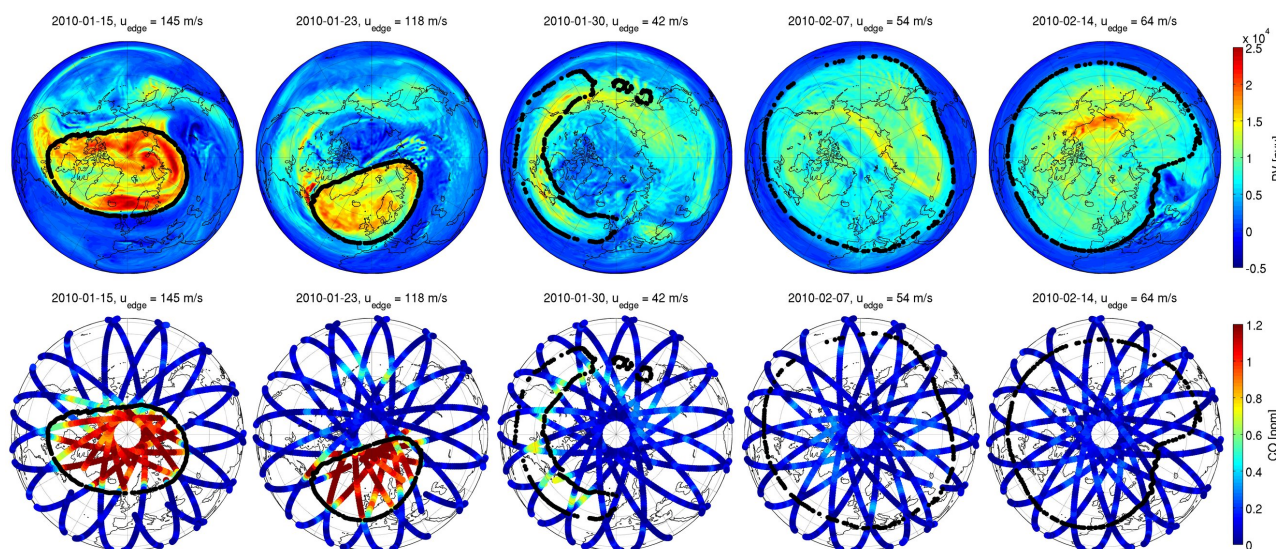 2010-01-15, u_edge = 145 m/s
2010-01-23, u_edge = 118 m/s
2010-01-30, u_edge = 42 m/s
2010-02-07, u_edge = 54 m/s
2010-02-14, u_edge = 64 m/s
x 10^4
2.5
2
1.5
1
0.5
0
-0.5
2010-01-15, u_edge = 145 m/s
2010-01-23, u_edge = 118 m/s
2010-01-30, u_edge = 42 m/s
2010-02-07, u_edge = 54 m/s
2010-02-14, u_edge = 64 m/s
1.2
1
0.8
0.6
0.4
0.2
0